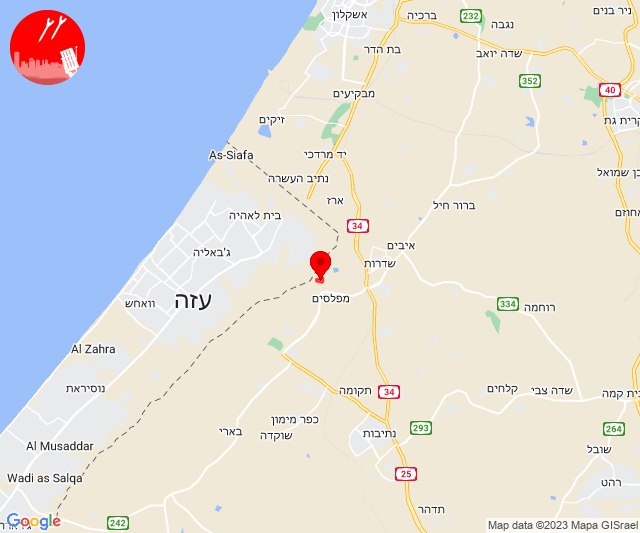 ניר בנים
ברכיה
232
נגבה
אשקלון
בת הדר
שדה יואב
352
40
מבקיעים
קרית גת
זיקים
As-Siafa
יד מרדכי
נתיב העשרה
בן שמואל
ארז
ברור חיל
אחוזם
בית לאהיה
34
ג'באליה
איבים
שדרות
עזה
וואחש
מפלסים
334
רוחמה
Al Zahra
נוסיראת
תקומה
34
שדה צבי
קלחים
בית קמה
כפר מימון
שוקדה
בארי
293
נתיבות
264
Al Musaddar
שובל
Wadi as Salqa
25
רהט
תדהר
242
Google
Map data ©2023 Mapa GISrael